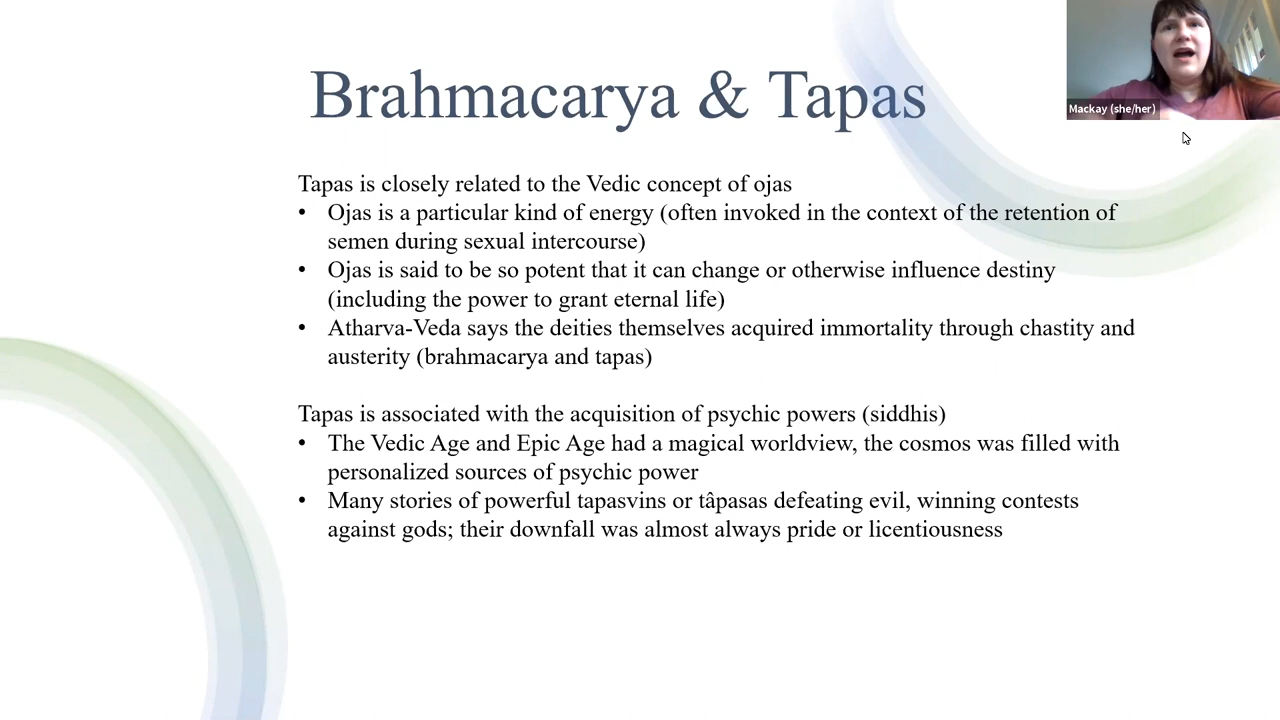 Brahmacarya & Tapas
Mackay (she/her)
Tapas is closely related to the Vedic concept of ojas
• Ojas is a particular kind of energy (often invoked in the context of the retention of
semen during sexual intercourse)
• Ojas is said to be so potent that it can change or otherwise influence destiny
(including the power to grant eternal life)
• Atharva-Veda says the deities themselves acquired immortality through chastity and
austerity (brahmacarya and tapas)
Tapas is associated with the acquisition of psychic powers (siddhis)
• The Vedic Age and Epic Age had a magical worldview, the cosmos was filled with
personalized sources of psychic power
• Many stories of powerful tapasvins or tâpasas defeating evil, winning contests
against gods; their downfall was almost always pride or licentiousness